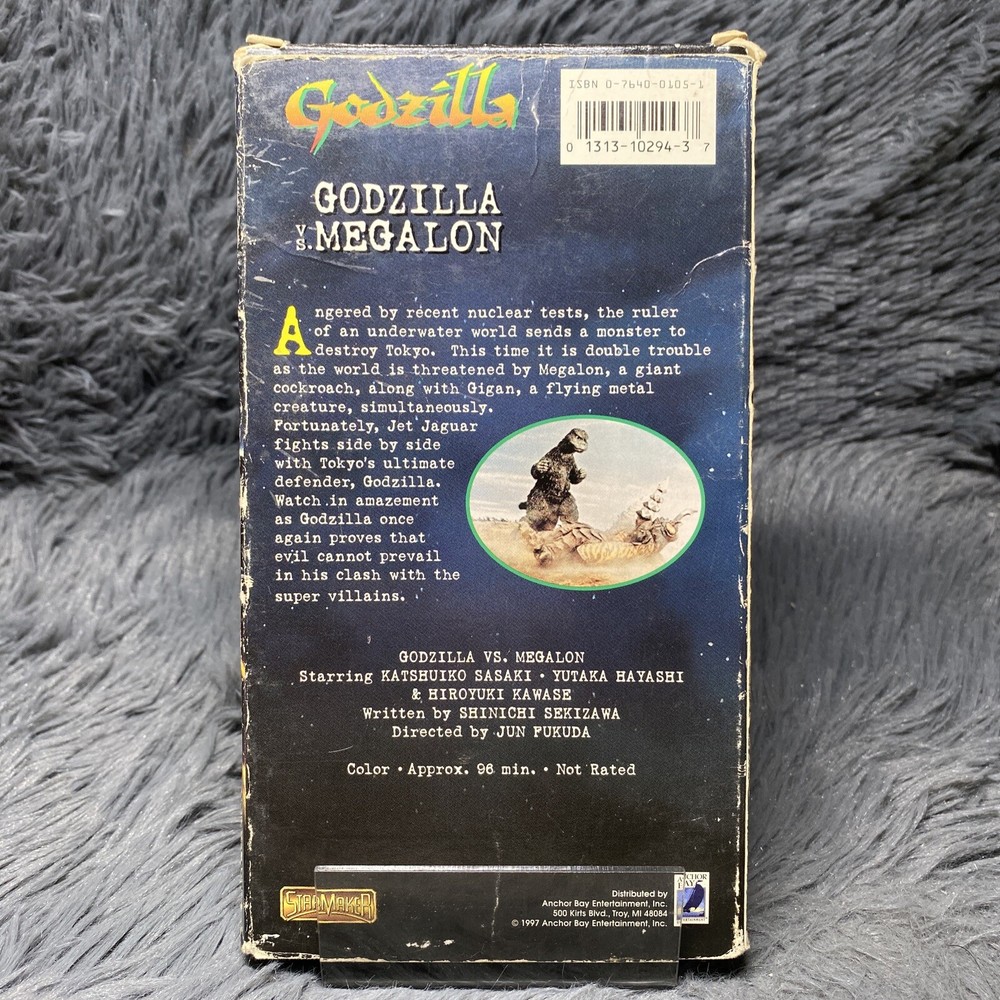 Godzilla
ISBN 0-7640-0105-1
0 1313-10294-3 7
GODZILLA
VS. MEGALON
Angered by recent nuclear tests, the ruler
of an underwater world sends a monster to
destroy Tokyo. This time it is double trouble
as the world is threatened by Megalon, a giant
cockroach, along with Gigan, a flying metal
creature, simultaneously.
Fortunately, Jet Jaguar
fights side by side
with Tokyo's ultimate
defender, Godzilla.
Watch in amazement
as Godzilla once
again proves that
evil cannot prevail
in his clash with the
super villains.
GODZILLA VS. MEGALON
Starring KATSHUIKO SASAKI • YUTAKA HAYASHI
& HIROYUKI KAWASE
Written by SHINICHI SEKIZAWA
Directed by JUN FUKUDA
Color • Approx. 96 min. • Not Rated
STARMAKER
Distributed by
Anchor Bay Entertainment, Inc.
500 Kirts Blvd., Troy, MI 48084
© 1997 Anchor Bay Entertainment, Inc.
ANCHOR
BAY